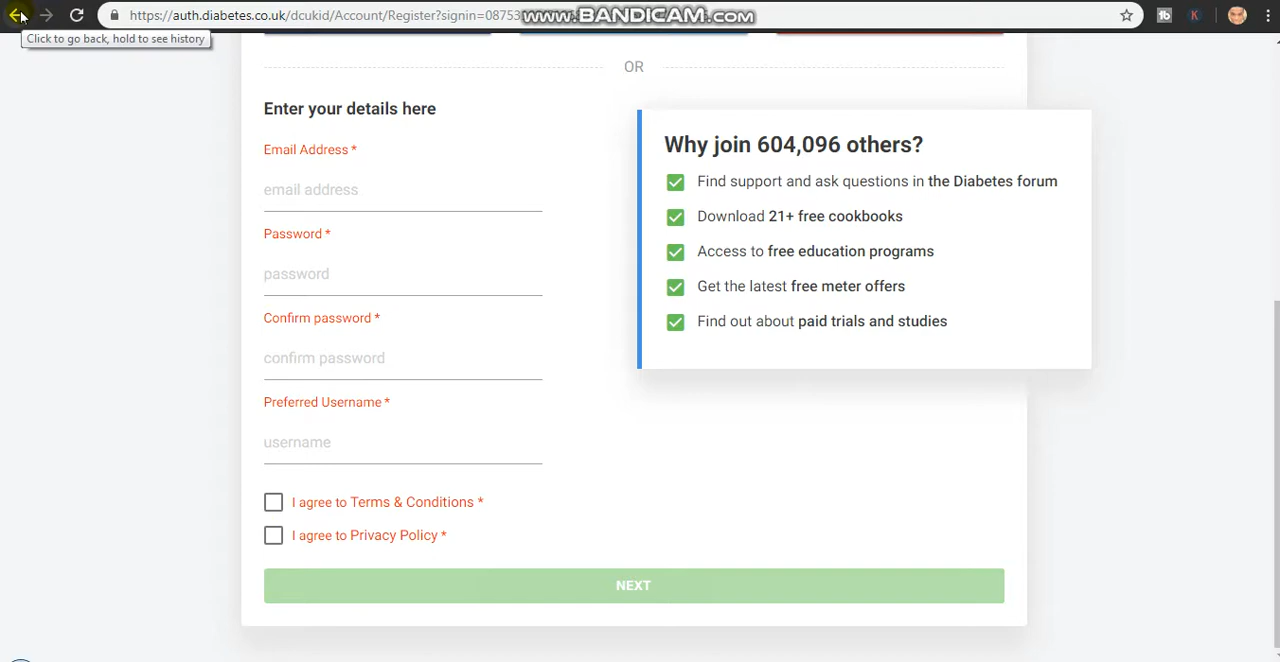 https://auth.diabetes.co.uk/dcukid/Account/Register?signin=08753
www.BANDICAM.com
Click to go back, hold to see history
OR
Enter your details here
Email Address *
email address
Password *
password
Confirm password *
confirm password
Preferred Username *
username
I agree to Terms & Conditions *
I agree to Privacy Policy *
NEXT
Why join 604,096 others?
Find support and ask questions in the Diabetes forum
Download 21+ free cookbooks
Access to free education programs
Get the latest free meter offers
Find out about paid trials and studies